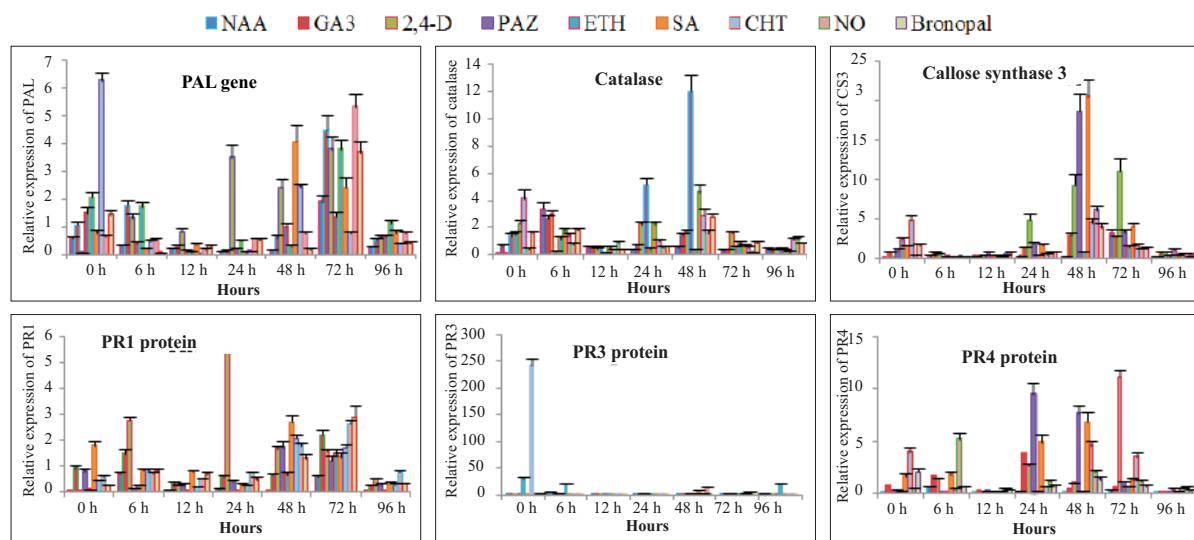 NAA GA3 2,4-D PAZ ETH SA CHT NO Bronopal
PAL gene
Relative expression of PAL
7
6
5
4
3
2
1
0
0 h 6 h 12 h 24 h 48 h 72 h 96 h
Hours
Catalase
Relative expression of catalase
14
12
10
8
6
4
2
0
0 h 6 h 12 h 24 h 48 h 72 h 96 h
Hours
Callose synthase 3
Relative expression of CS3
25
3
10
5
0
0 h 6 h 12 h 24 h 48 h 72 h 96 h
Hours
PR1 protein
Relative expression of PR1
6
5
4
3
2
1
0
0 h 6 h 12 h 24 h 48 h 72 h 96 h
Hours
PR3 protein
Relative expression of PR3
300
250
200
150
100
50
00
0 h 6 h 12 h 24 h 48 h 72 h 96 h
Hours
PR4 protein
Relative expression of PR4
15
10
5
0
0 h 6 h 12 h 24 h 48 h 72 h 96 h
Hours